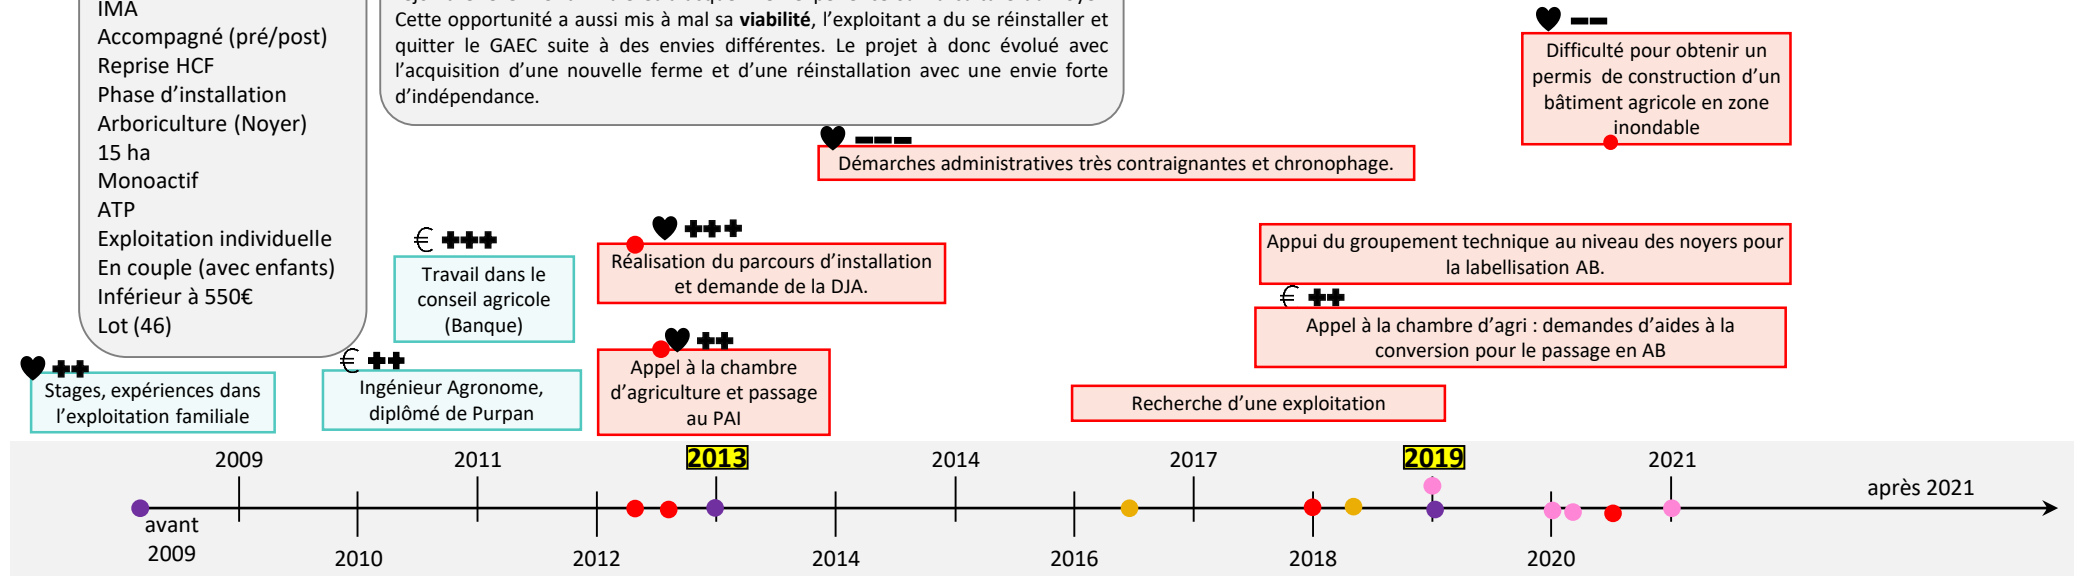 IMA
Accompagné (pré/post)
Reprise HCF
Phase d'installation
Arboriculture (Noyer)
15 ha
Monoactif
ATP
Exploitation individuelle
En couple (avec enfants)
Inférieur à 550€
Lot (46)
Cette opportunité a aussi mis à mal sa viabilité, l'exploitant a du se réinstaller et
quitter le GAEC suite à des envies différentes. Le projet à donc évolué avec
l'acquisition d'une nouvelle ferme et d'une réinstallation avec une envie forte
d'indépendance.
Difficulté pour obtenir un
permis de construction d'un
bâtiment agricole en zone
inondable
Démarches administratives très contraignantes et chronophage.
€ +++
Travail dans le
conseil agricole
(Banque)
Réalisation du parcours d'installation
et demande de la DJA.
Appui du groupement technique au niveau des noyers pour
la labellisation AB.
€ ++
Appel à la chambre d'agri : demandes d'aides à la
conversion pour le passage en AB
Stages, expériences dans
l'exploitation familiale
€ ++
Ingénieur Agronome,
diplômé de Purpan
Appel à la chambre
d'agriculture et passage
au PAI
Recherche d'une exploitation
2009 2011 2013 2014 2017 2019 2021
après 2021
avant
2009
2010 2012 2014 2016 2018 2020